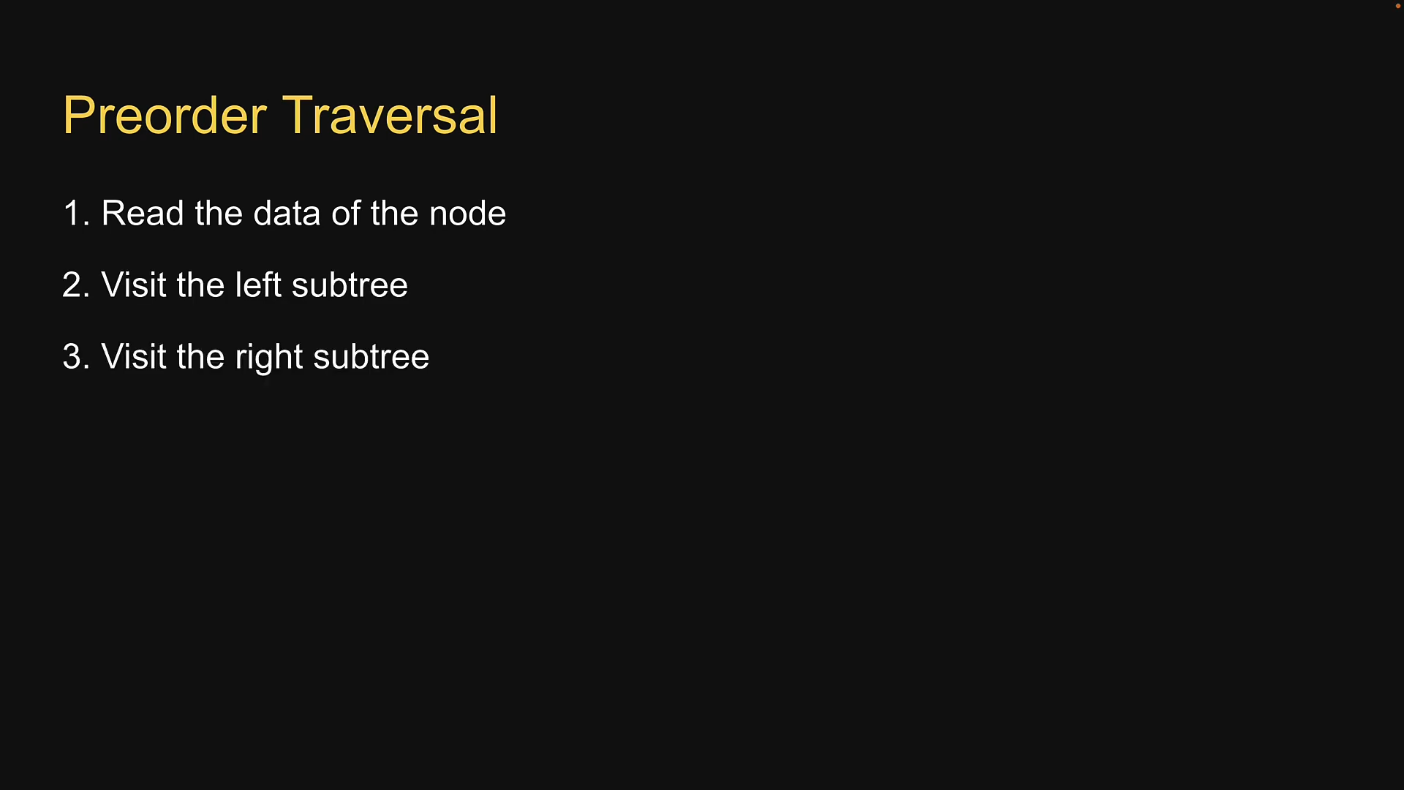 Preorder Traversal
1. Read the data of the node
2. Visit the left subtree
3. Visit the right subtree